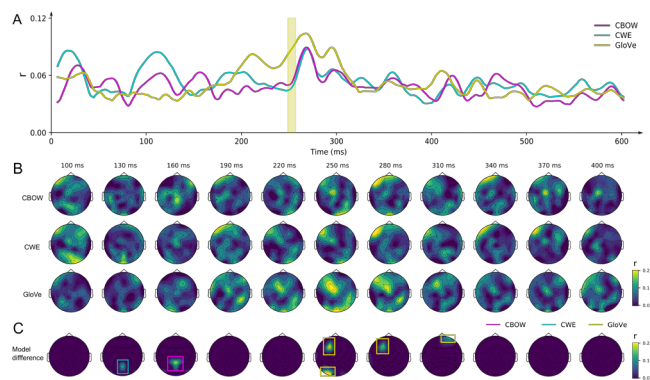 A
0.12
0.06
0.00
r
CBOW
CWE
GloVe
0
100
200
300
400
500
600
Time (ms)
B
100 ms
130 ms
160 ms
190 ms
220 ms
250 ms
280 ms
310 ms
340 ms
370 ms
400 ms
CBOW
CWE
GloVe
r
0.2
0.1
0.0
C
CBOW
CWE
GloVe
Model
difference
r
0.2
0.1
0.0